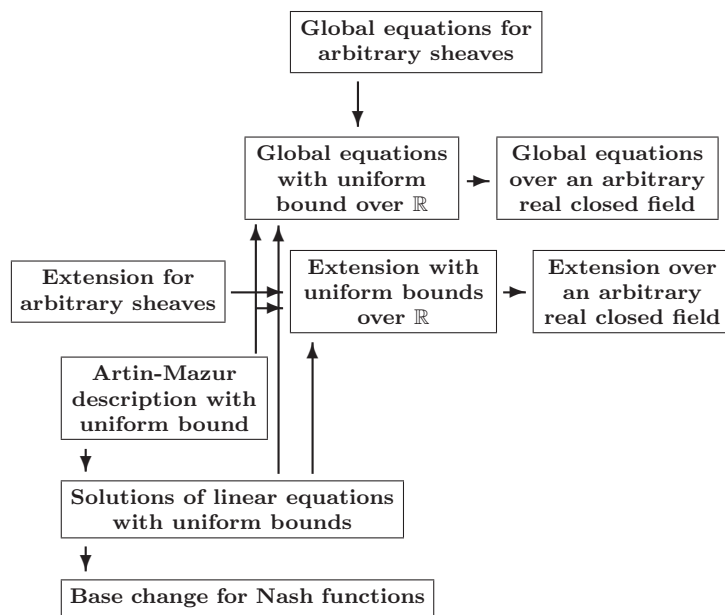 Global equations for
arbitrary sheaves
Global equations
with uniform
bound over ℝ
Global equations
over an arbitrary
real closed field
Extension for
arbitrary sheaves
Extension with
uniform bounds
over ℝ
Extension over
an arbitrary
real closed field
Artin-Mazur
description with
uniform bound
Solutions of linear equations
with uniform bounds
Base change for Nash functions